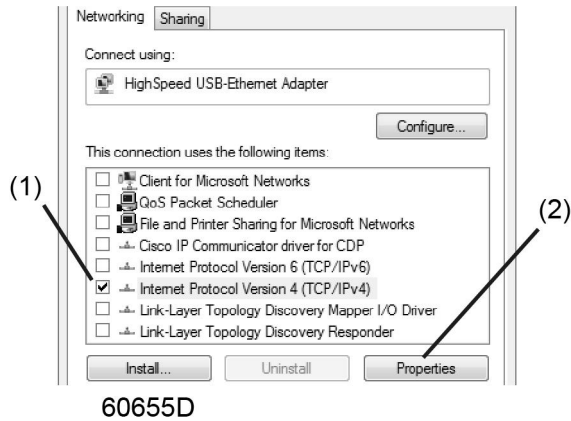 Networking Sharing
Connect using:
HighSpeed USB-Ethernet Adapter
Configure...
This connection uses the following items:
(1)
Client for Microsoft Networks
QoS Packet Scheduler
(2)
File and Printer Sharing for Microsoft Networks
Cisco IP Communicator driver for CDP
Internet Protocol Version 6 (TCP/IPv6)
Internet Protocol Version 4 (TCP/IPv4)
Link-Layer Topology Discovery Mapper I/O Driver
Link-Layer Topology Discovery Responder
Install... Uninstall Properties
60655D